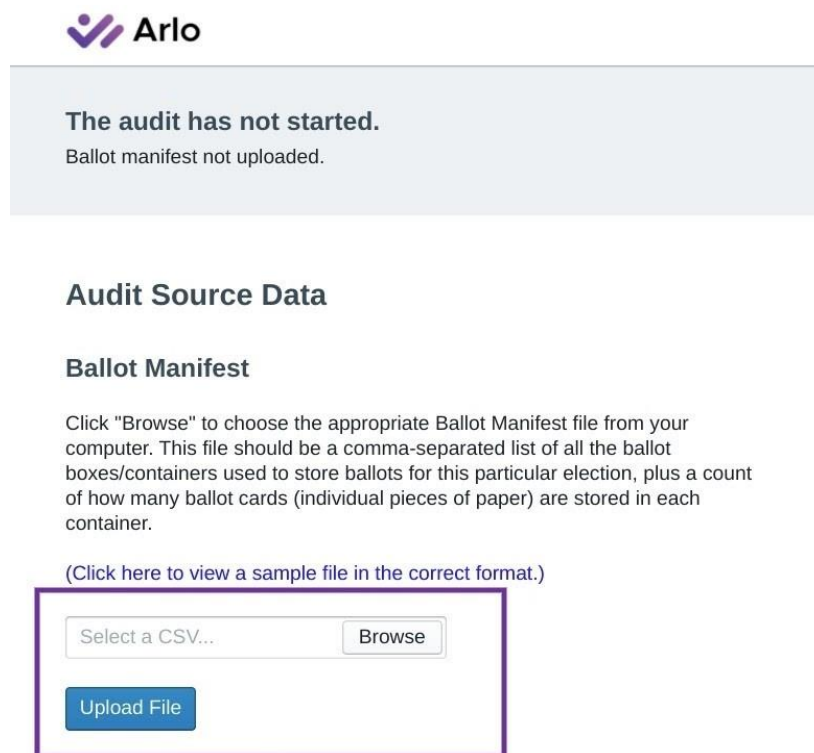 Arlo
The audit has not started.
Ballot manifest not uploaded.
Audit Source Data
Ballot Manifest
Click "Browse" to choose the appropriate Ballot Manifest file from your
computer. This file should be a comma-separated list of all the ballot
boxes/containers used to store ballots for this particular election, plus a count
of how many ballot cards (individual pieces of paper) are stored in each
container.
(Click here to view a sample file in the correct format.)
Select a CSV... Browse
Upload File